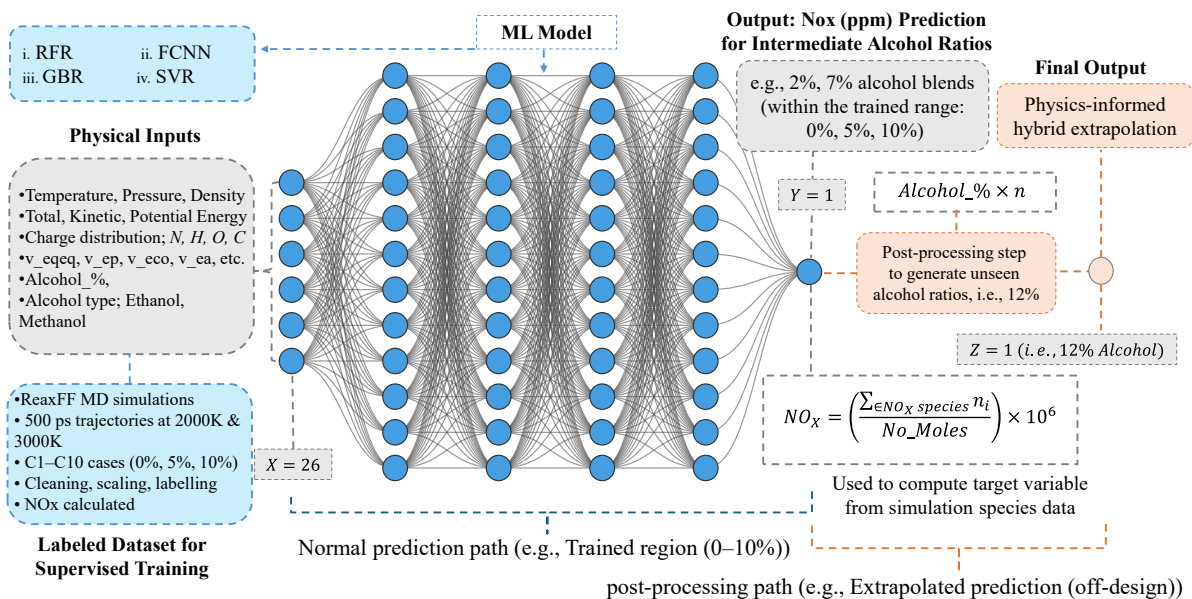 i. RFR ii. FCNN
iii. GBR iv. SVR
ML Model
Physical Inputs
•Temperature, Pressure, Density
•Total, Kinetic, Potential Energy
•Charge distribution; N, H, O, C
•v_eqeq, v_ep, v_eco, v_ea, etc.
•Alcohol_%,
•Alcohol type; Ethanol,
Methanol
•ReaxFF MD simulations
• 500 ps trajectories at 2000K &
3000K
• C1–C10 cases (0%, 5%, 10%)
• Cleaning, scaling, labelling
• NOx calculated
Labeled Dataset for
Supervised Training
X = 26
Output: Nox (ppm) Prediction
for Intermediate Alcohol Ratios
e.g., 2%, 7% alcohol blends
(within the trained range:
0%, 5%, 10%)
Y = 1
Final Output
Physics-informed
hybrid extrapolation
Alcohol_% × n
Post-processing step
to generate unseen
alcohol ratios, i.e., 12%
Z = 1 (i.e., 12% Alcohol)
NO_X = (∑_{∈NO_X species} n_i / No_Moles) × 10^6
Used to compute target variable
from simulation species data
Normal prediction path (e.g., Trained region (0–10%))
post-processing path (e.g., Extrapolated prediction (off-design))